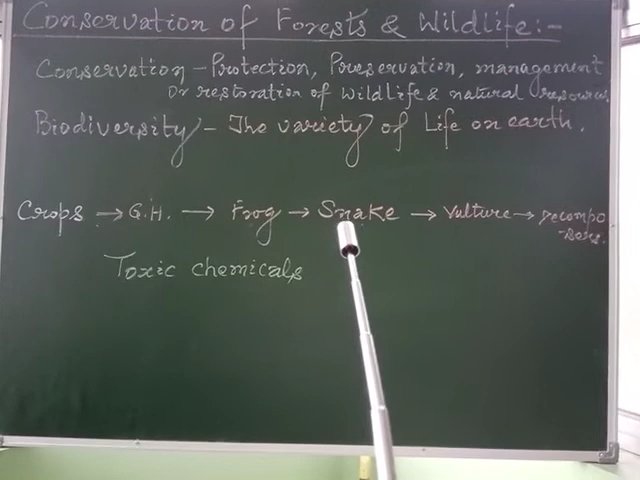 Conservation of Forests & Wildlife:-
Conservation - Protection, Preservation, management
Or restoration of wildlife & natural resources.
Biodiversity - The variety of Life on earth.
Crops → G.H. → Frog → Snake → Vulture → Decompo
-sers.
Toxic chemicals